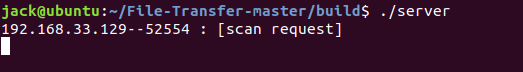 jack@ubuntu:~/File-Transfer-master/build$ ./server
192.168.33.129--52554 : [scan request]